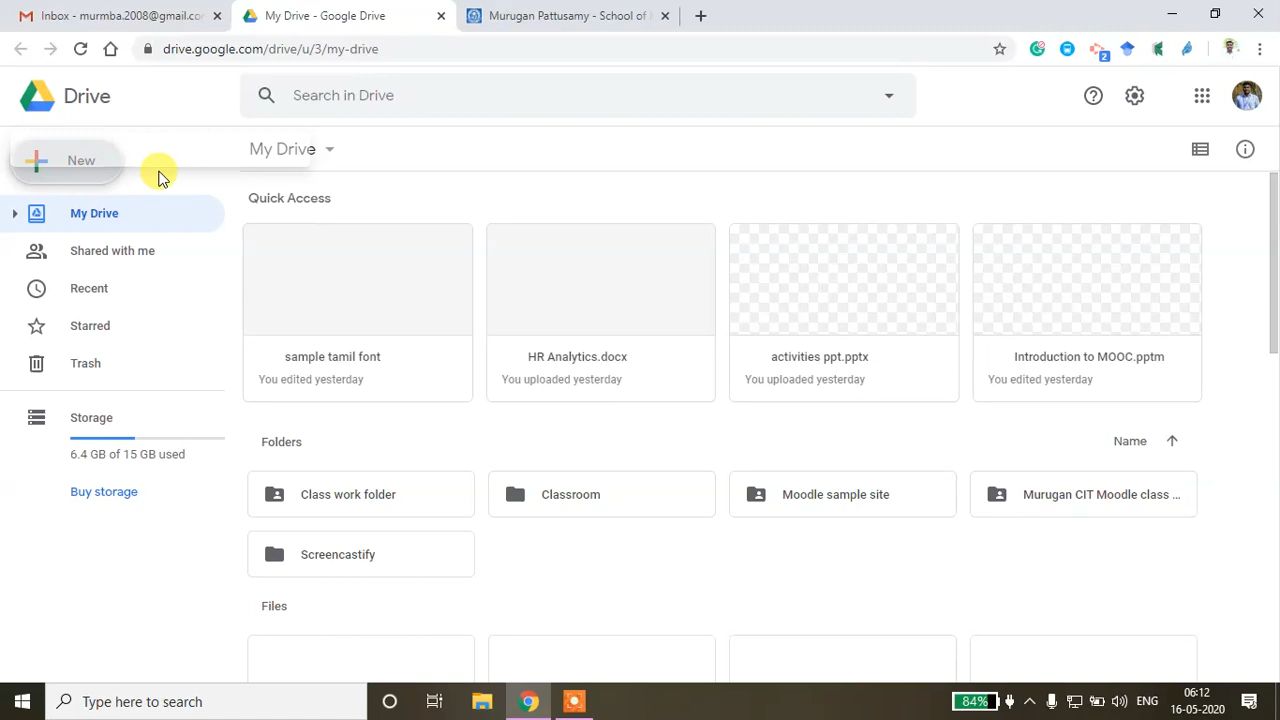 Inbox - murmba.2008@gmail.co
My Drive - Google Drive
Murugan Pattusamy - School of
drive.google.com/drive/u/3/my-drive
2
Drive
Search in Drive
New
My Drive
My Drive
Shared with me
Recent
Starred
Trash
Storage
6.4 GB of 15 GB used
Buy storage
Quick Access
sample tamil font
You edited yesterday
HR Analytics.docx
You uploaded yesterday
activities ppt.pptx
You uploaded yesterday
Introduction to MOOC.pptm
You edited yesterday
Folders
Name
Class work folder
Classroom
Moodle sample site
Murugan CIT Moodle class ...
Screencastify
Files
Type here to search
84%
ENG
06:12
16-05-2020